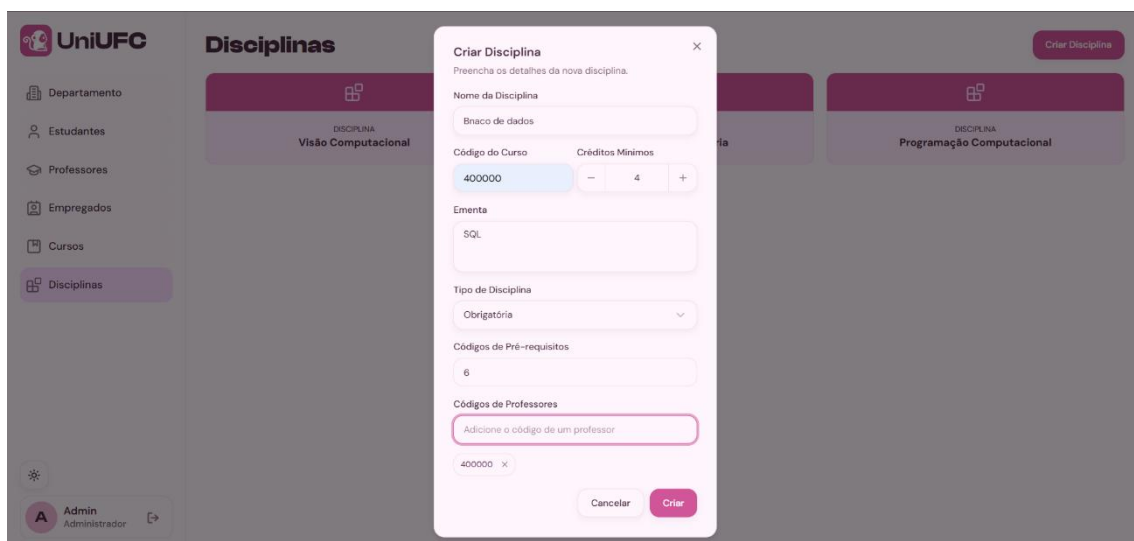 UniUFC
Departamento
Estudantes
Professores
Empregados
Cursos
Disciplinas
A
Admin
Administrador
Disciplinas
Criar Disciplina
DISCIPLINA
Visão Computacional
DISCIPLINA
Programação Computacional
Criar Disciplina
Preencha os detalhes da nova disciplina.
Nome da Disciplina
Bnaco de dados
Código do Curso Créditos Mínimos
400000 − 4 +
Ementa
SQL
Tipo de Disciplina
Obrigatória
Códigos de Pré-requisitos
6
Códigos de Professores
Adicione o código de um professor
400000 ×
Cancelar Criar